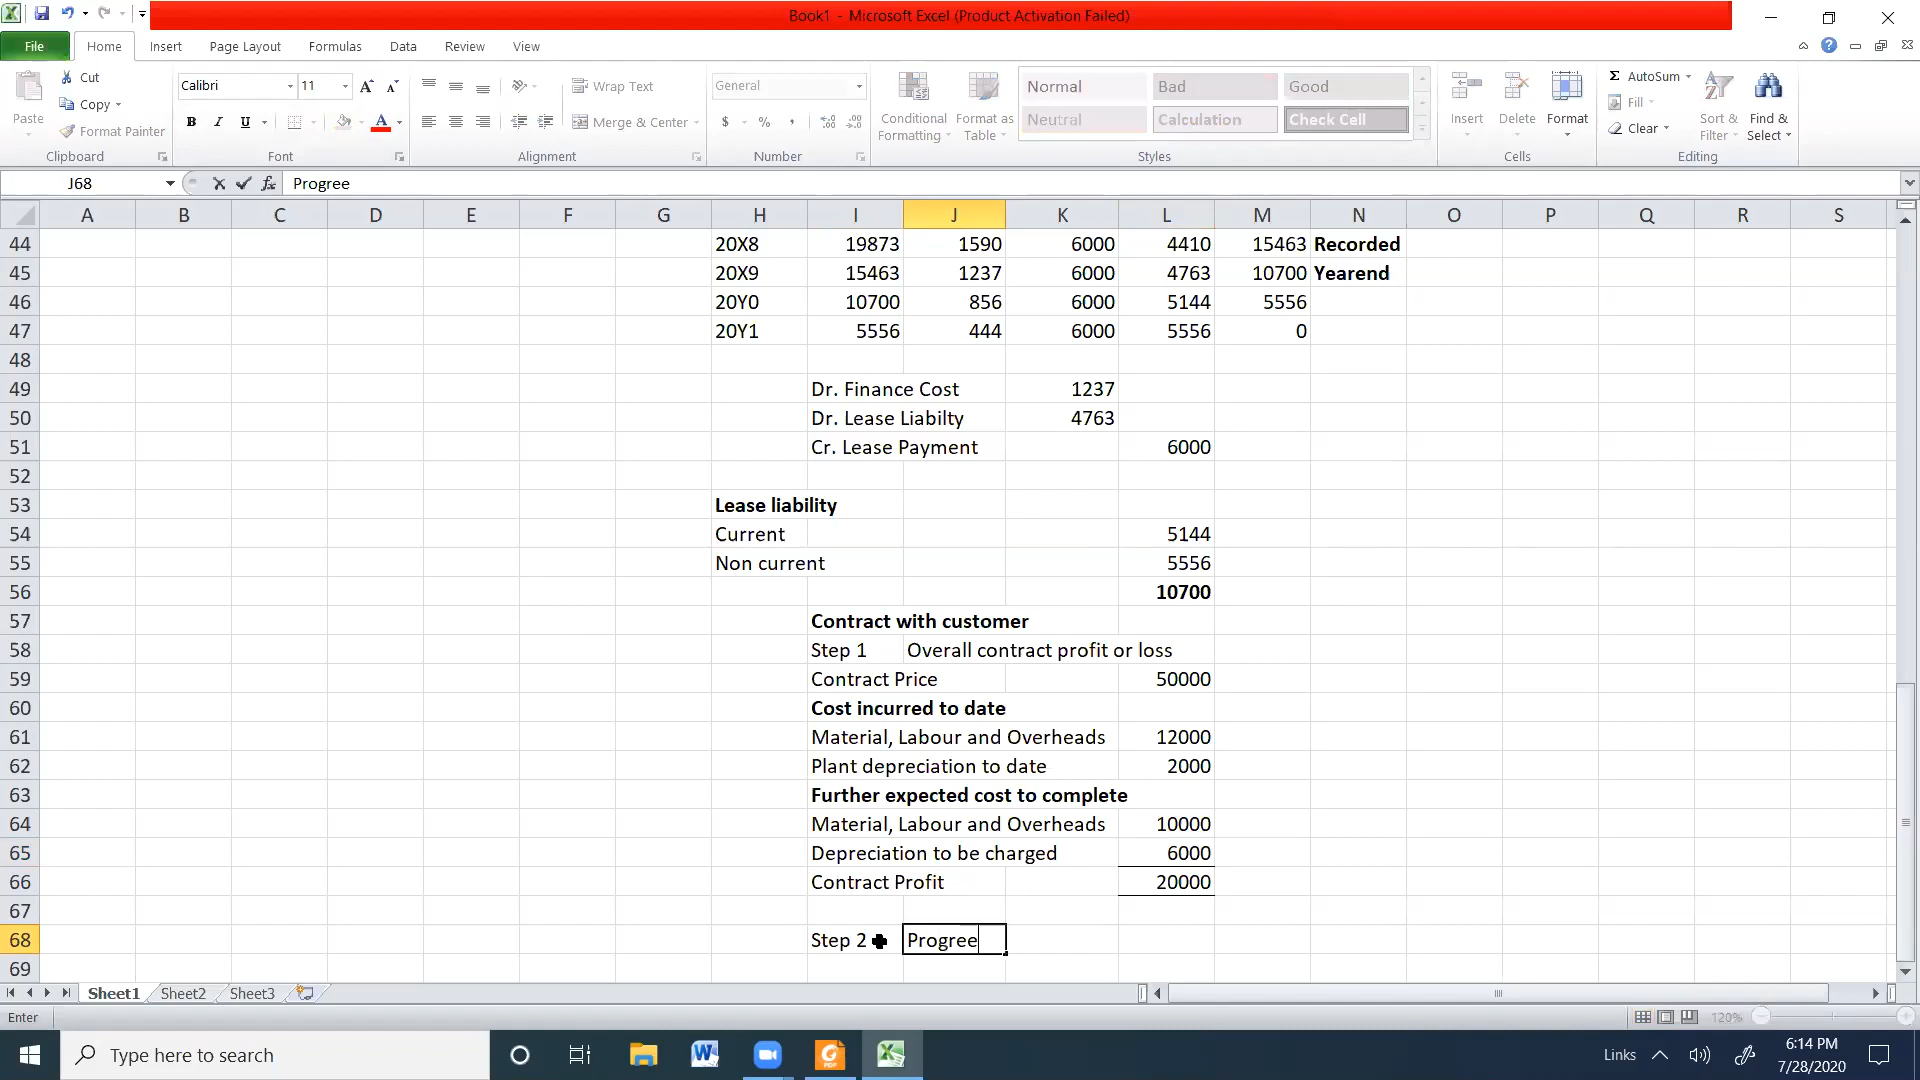 Book1 - Microsoft Excel (Product Activation Failed)
File Home Insert Page Layout Formulas Data Review View
Paste Cut Copy Format Painter Clipboard
Calibri 11 Font
Wrap Text Merge & Center Alignment
General $ % , Number
Conditional Formatting Format as Table
Normal Bad Good
Neutral Calculation Check Cell
Styles
Insert Delete Format Cells
AutoSum Fill Clear Sort & Filter Find & Select Editing
J68 fx Progree
A B C D E F G H I J K L M N O P Q R S
44 20X8 19873 1590 6000 4410 15463 Recorded
45 20X9 15463 1237 6000 4763 10700 Yearend
46 20Y0 10700 856 6000 5144 5556
47 20Y1 5556 444 6000 5556 0
48
49 Dr. Finance Cost 1237
50 Dr. Lease Liabilty 4763
51 Cr. Lease Payment 6000
52
53 Lease liability
54 Current 5144
55 Non current 5556
56 10700
57 Contract with customer
58 Step 1 Overall contract profit or loss
59 Contract Price 50000
60 Cost incurred to date
61 Material, Labour and Overheads 12000
62 Plant depreciation to date 2000
63 Further expected cost to complete
64 Material, Labour and Overheads 10000
65 Depreciation to be charged 6000
66 Contract Profit 20000
67
68 Step 2 Progree
69
Sheet1 Sheet2 Sheet3
Enter 120%
Type here to search Links 6:14 PM
7/28/2020